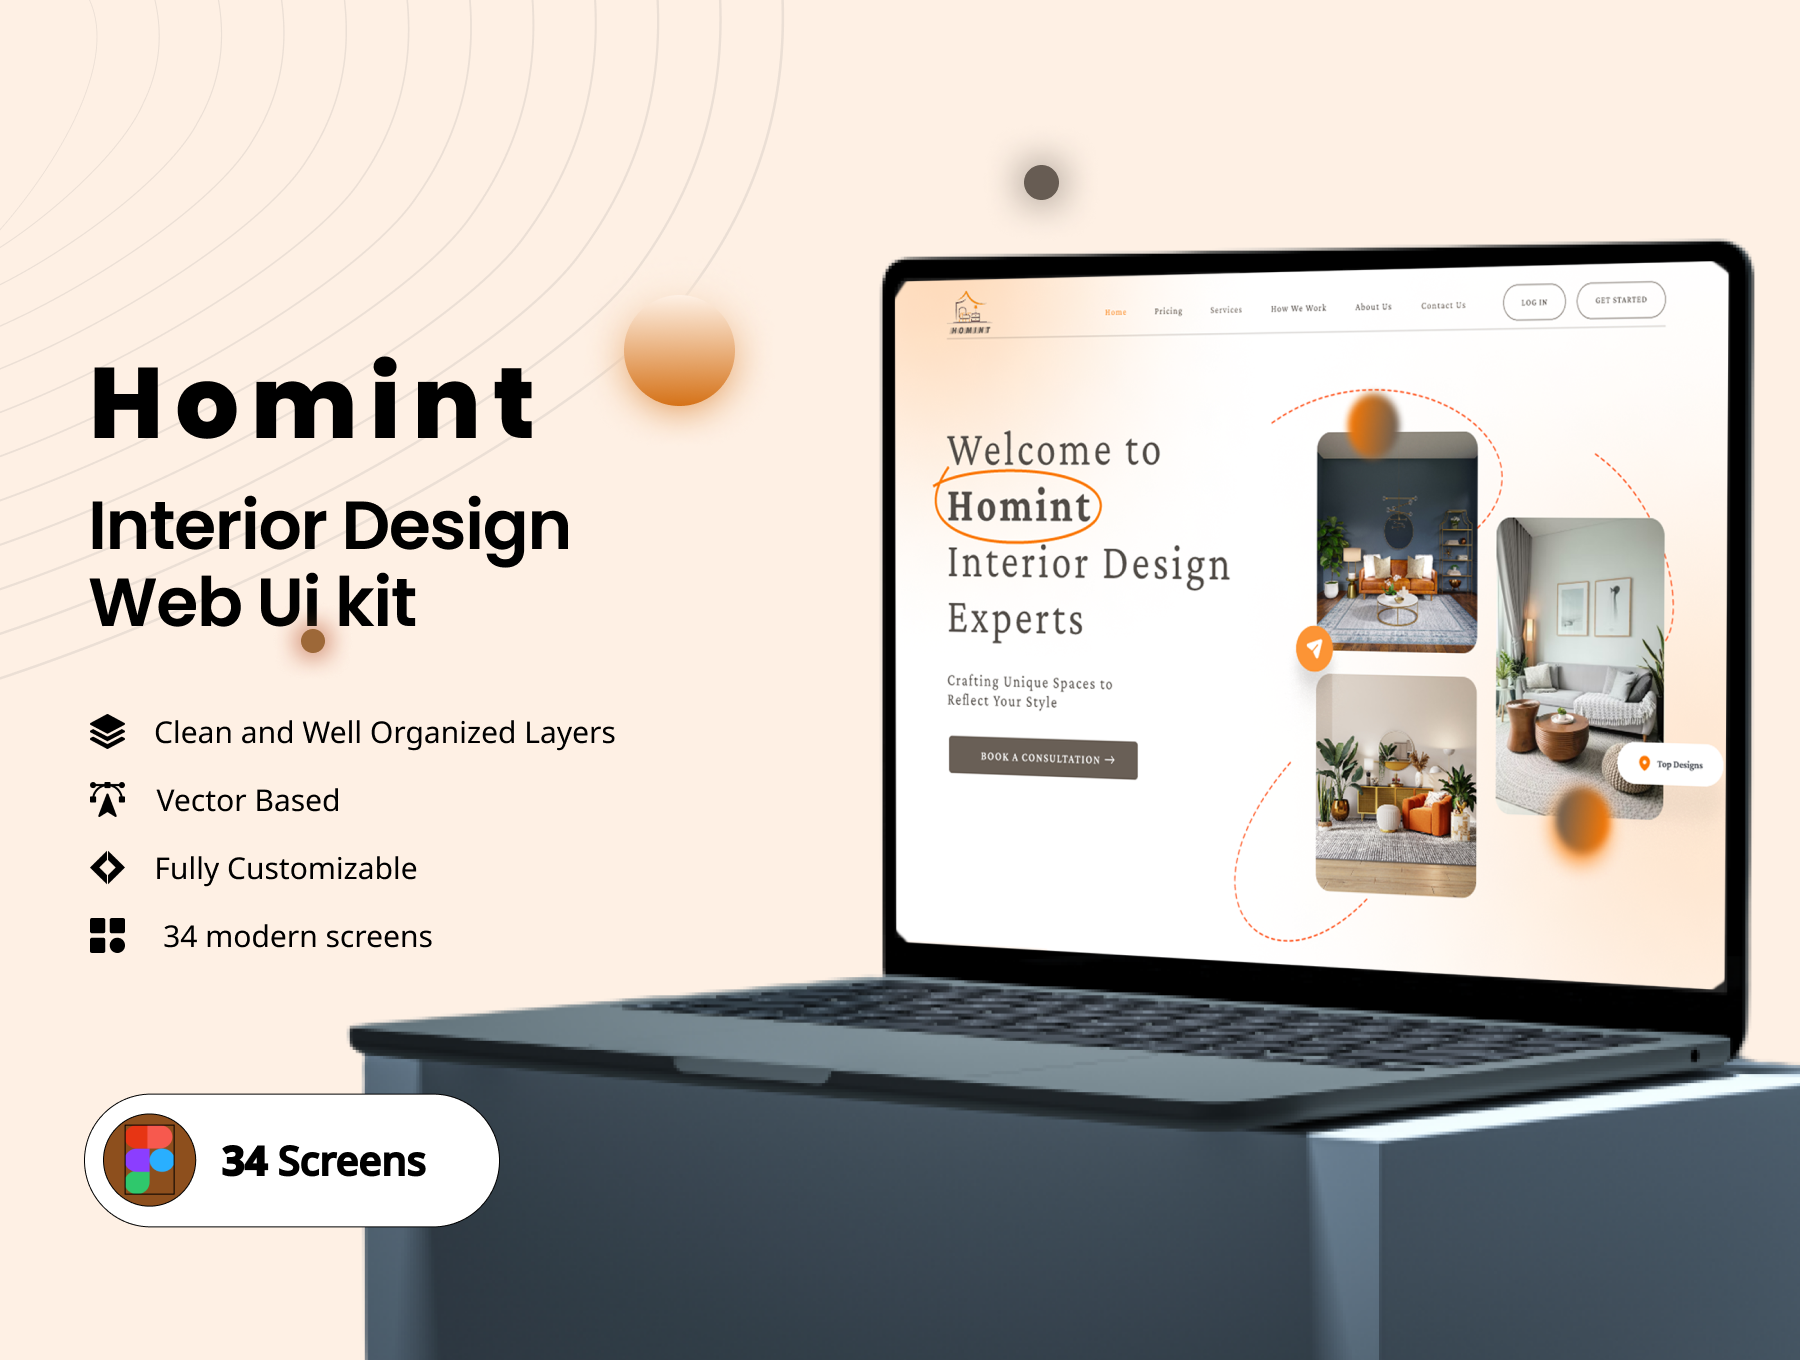 Homint
Interior Design
Web Ui kit
Clean and Well Organized Layers
Vector Based
Fully Customizable
34 modern screens
34 Screens
HOMINT
Home
Pricing
Services
How We Work
About Us
Contact Us
LOG IN
GET STARTED
Welcome to
Homint
Interior Design
Experts
Crafting Unique Spaces to
Reflect Your Style
BOOK A CONSULTATION →
Top Designs